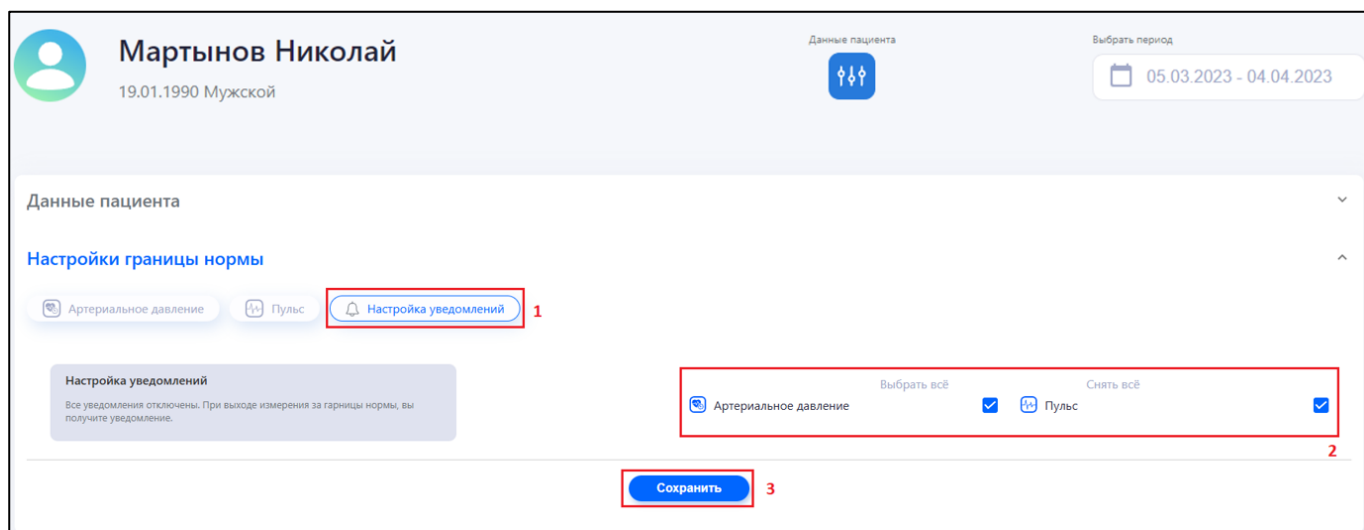 Мартынов Николай
19.01.1990 Мужской
Данные пациента
Выбрать период
05.03.2023 - 04.04.2023
Данные пациента
Настройки границы нормы
Артериальное давление
Пульс
Настройка уведомлений
1
Настройка уведомлений
Все уведомления отключены. При выходе измерения за гарницы нормы, вы
получите уведомление.
Выбрать всё
Снять всё
Артериальное давление
Пульс
2
Сохранить
3